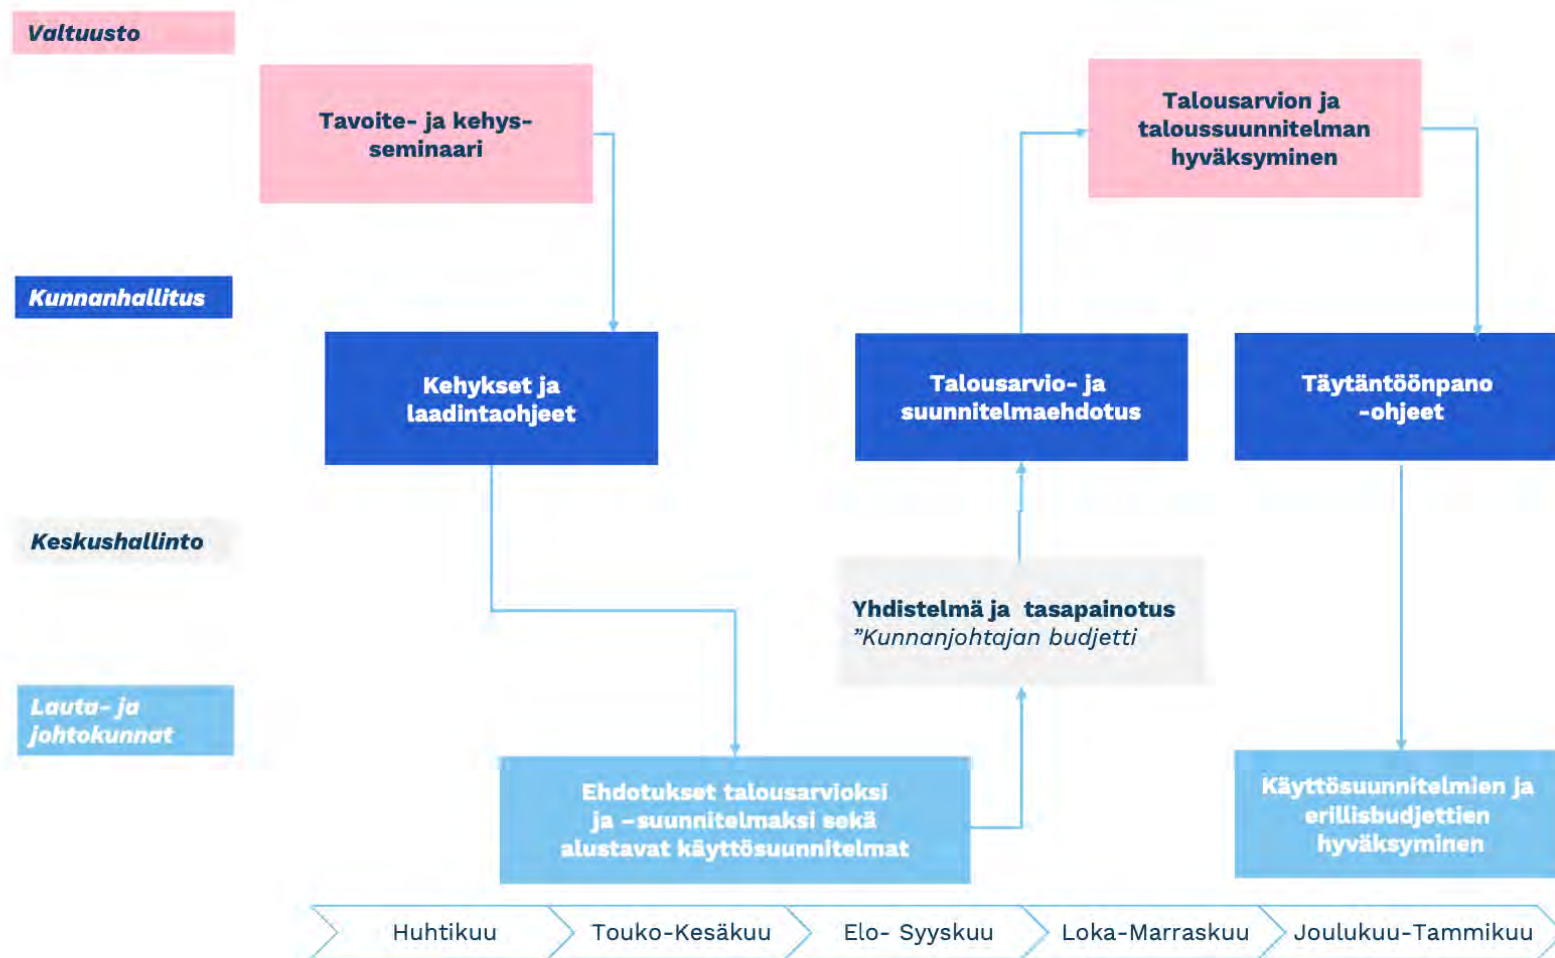 Valtuusto
Tavoite- ja kehys-
seminaari
Talousarvion ja
taloussuunnitelman
hyväksyminen
Kunnanhallitus
Kehykset ja
laadintaohjeet
Talousarvio- ja
suunnitelmaehdotus
Täytäntöönpano
-ohjeet
Keskushallinto
Yhdistelmä ja tasapainotus
”Kunnanjohtajan budjetti
Lauta- ja
johtokunnat
Ehdotukset talousarvioksi
ja –suunnitelmaksi sekä
alustavat käyttösuunnitelmat
Käyttösuunnitelmien ja
erillisbudjettien
hyväksyminen
Huhtikuu
Touko-Kesäkuu
Elo- Syyskuu
Loka-Marraskuu
Joulukuu-Tammikuu